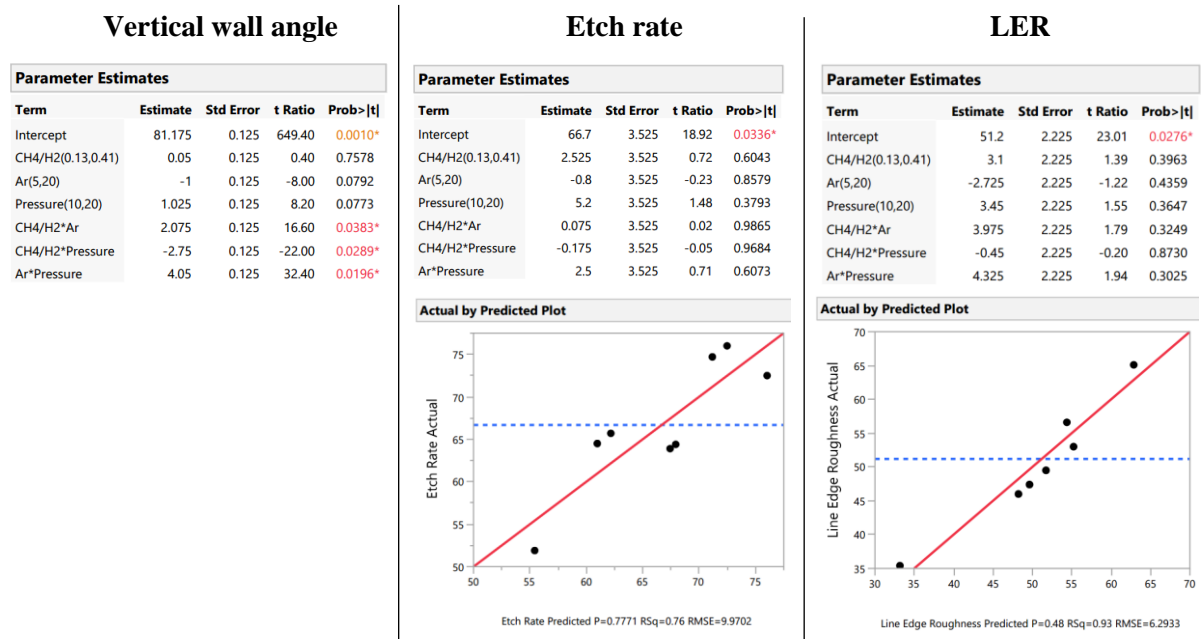 Vertical wall angle
Parameter Estimates
Term Estimate Std Error t Ratio Prob>|t|
Intercept 81.175 0.125 649.40 0.0010*
CH4/H2(0.13,0.41) 0.05 0.125 0.40 0.7578
Ar(5,20) -1 0.125 -8.00 0.0792
Pressure(10,20) 1.025 0.125 8.20 0.0773
CH4/H2*Ar 2.075 0.125 16.60 0.0383*
CH4/H2*Pressure -2.75 0.125 -22.00 0.0289*
Ar*Pressure 4.05 0.125 32.40 0.0196*
Etch rate
Parameter Estimates
Term Estimate Std Error t Ratio Prob>|t|
Intercept 66.7 3.525 18.92 0.0336*
CH4/H2(0.13,0.41) 2.525 3.525 0.72 0.6043
Ar(5,20) -0.8 3.525 -0.23 0.8579
Pressure(10,20) 5.2 3.525 1.48 0.3793
CH4/H2*Ar 0.075 3.525 0.02 0.9865
CH4/H2*Pressure -0.175 3.525 -0.05 0.9684
Ar*Pressure 2.5 3.525 0.71 0.6073
Actual by Predicted Plot
Etch Rate Actual
75
70
65
60
55
50
50 55 60 65 70 75
Etch Rate Predicted P=0.7771 RSq=0.76 RMSE=9.9702
LER
Parameter Estimates
Term Estimate Std Error t Ratio Prob>|t|
Intercept 51.2 2.225 23.01 0.0276*
CH4/H2(0.13,0.41) 3.1 2.225 1.39 0.3963
Ar(5,20) -2.725 2.225 -1.22 0.4359
Pressure(10,20) 3.45 2.225 1.55 0.3647
CH4/H2*Ar 3.975 2.225 1.79 0.3249
CH4/H2*Pressure -0.45 2.225 -0.20 0.8730
Ar*Pressure 4.325 2.225 1.94 0.3025
Actual by Predicted Plot
Line Edge Roughness Actual
70
65
60
55
50
45
40
35
30 35 40 45 50 55 60 65 70
Line Edge Roughness Predicted P=0.48 RSq=0.93 RMSE=6.2933